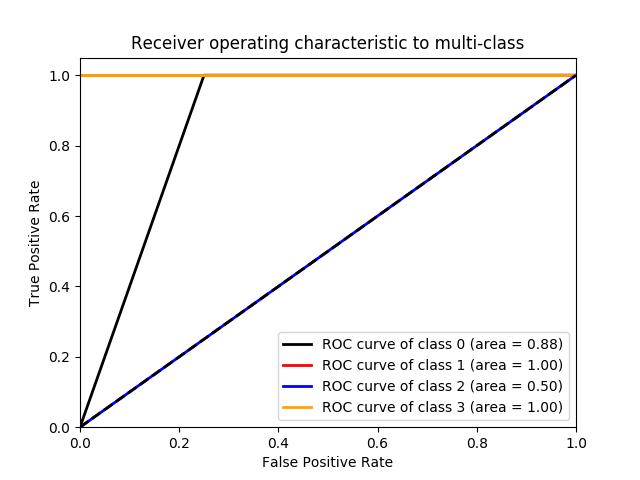 Receiver operating characteristic to multi-class
1.0
0.8
0.6
0.4
0.2
0.0
True Positive Rate
ROC curve of class 0 (area = 0.88)
ROC curve of class 1 (area = 1.00)
ROC curve of class 2 (area = 0.50)
ROC curve of class 3 (area = 1.00)
0.0 0.2 0.4 0.6 0.8 1.0
False Positive Rate